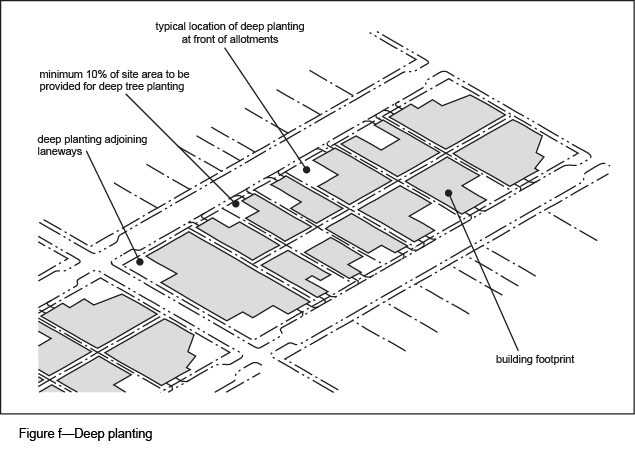 typical location of deep planting
at front of allotments
minimum 10% of site area to be
provided for deep tree planting
deep planting adjoining
laneways
building footprint
Figure f—Deep planting